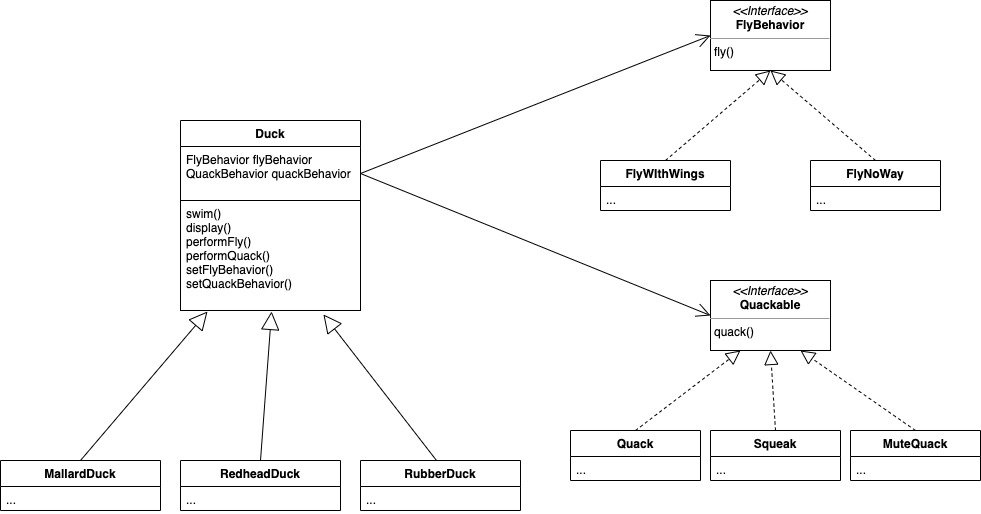 <<Interface>>
FlyBehavior
fly()
Duck
FlyBehavior flyBehavior
QuackBehavior quackBehavior
swim()
display()
performFly()
performQuack()
setFlyBehavior()
setQuackBehavior()
FlyWIthWings
...
FlyNoWay
...
<<Interface>>
Quackable
quack()
Quack
...
Squeak
...
MuteQuack
...
MallardDuck
...
RedheadDuck
...
RubberDuck
...